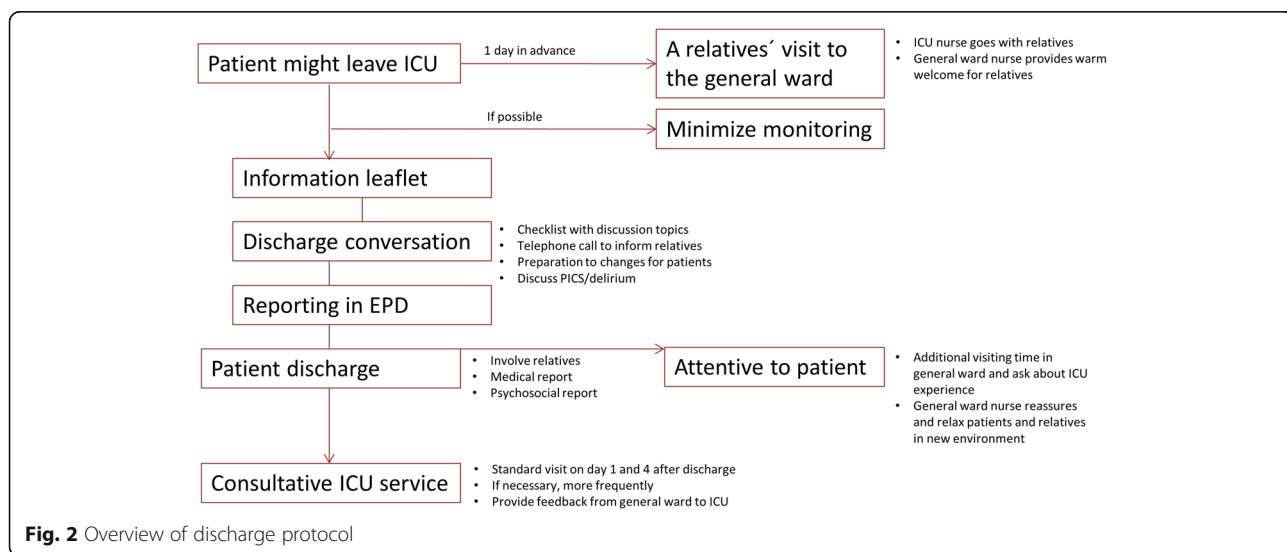 Patient might leave ICU
1 day in advance
A relatives´ visit to
the general ward
• ICU nurse goes with relatives
• General ward nurse provides warm
welcome for relatives
If possible
Minimize monitoring
Information leaflet
Discharge conversation
• Checklist with discussion topics
• Telephone call to inform relatives
• Preparation to changes for patients
• Discuss PICS/delirium
Reporting in EPD
Patient discharge
• Involve relatives
• Medical report
• Psychosocial report
Attentive to patient
• Additional visiting time in
general ward and ask about ICU
experience
• General ward nurse reassures
and relax patients and relatives
in new environment
Consultative ICU service
• Standard visit on day 1 and 4 after discharge
• If necessary, more frequently
• Provide feedback from general ward to ICU
Fig. 2 Overview of discharge protocol